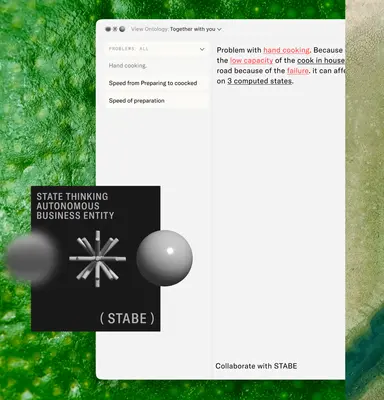 View Ontology: Together with you
PROBLEMS: ALL
Hand cooking.
Speed from Preparing to coocked
Speed of preparation
Problem with hand cooking. Because
the low capacity of the cook in house
road because of the failure. it can affe
on 3 computed states.
STATE THINKING
AUTONOMOUS
BUSINESS ENTITY
( STABE )
Collaborate with STABE